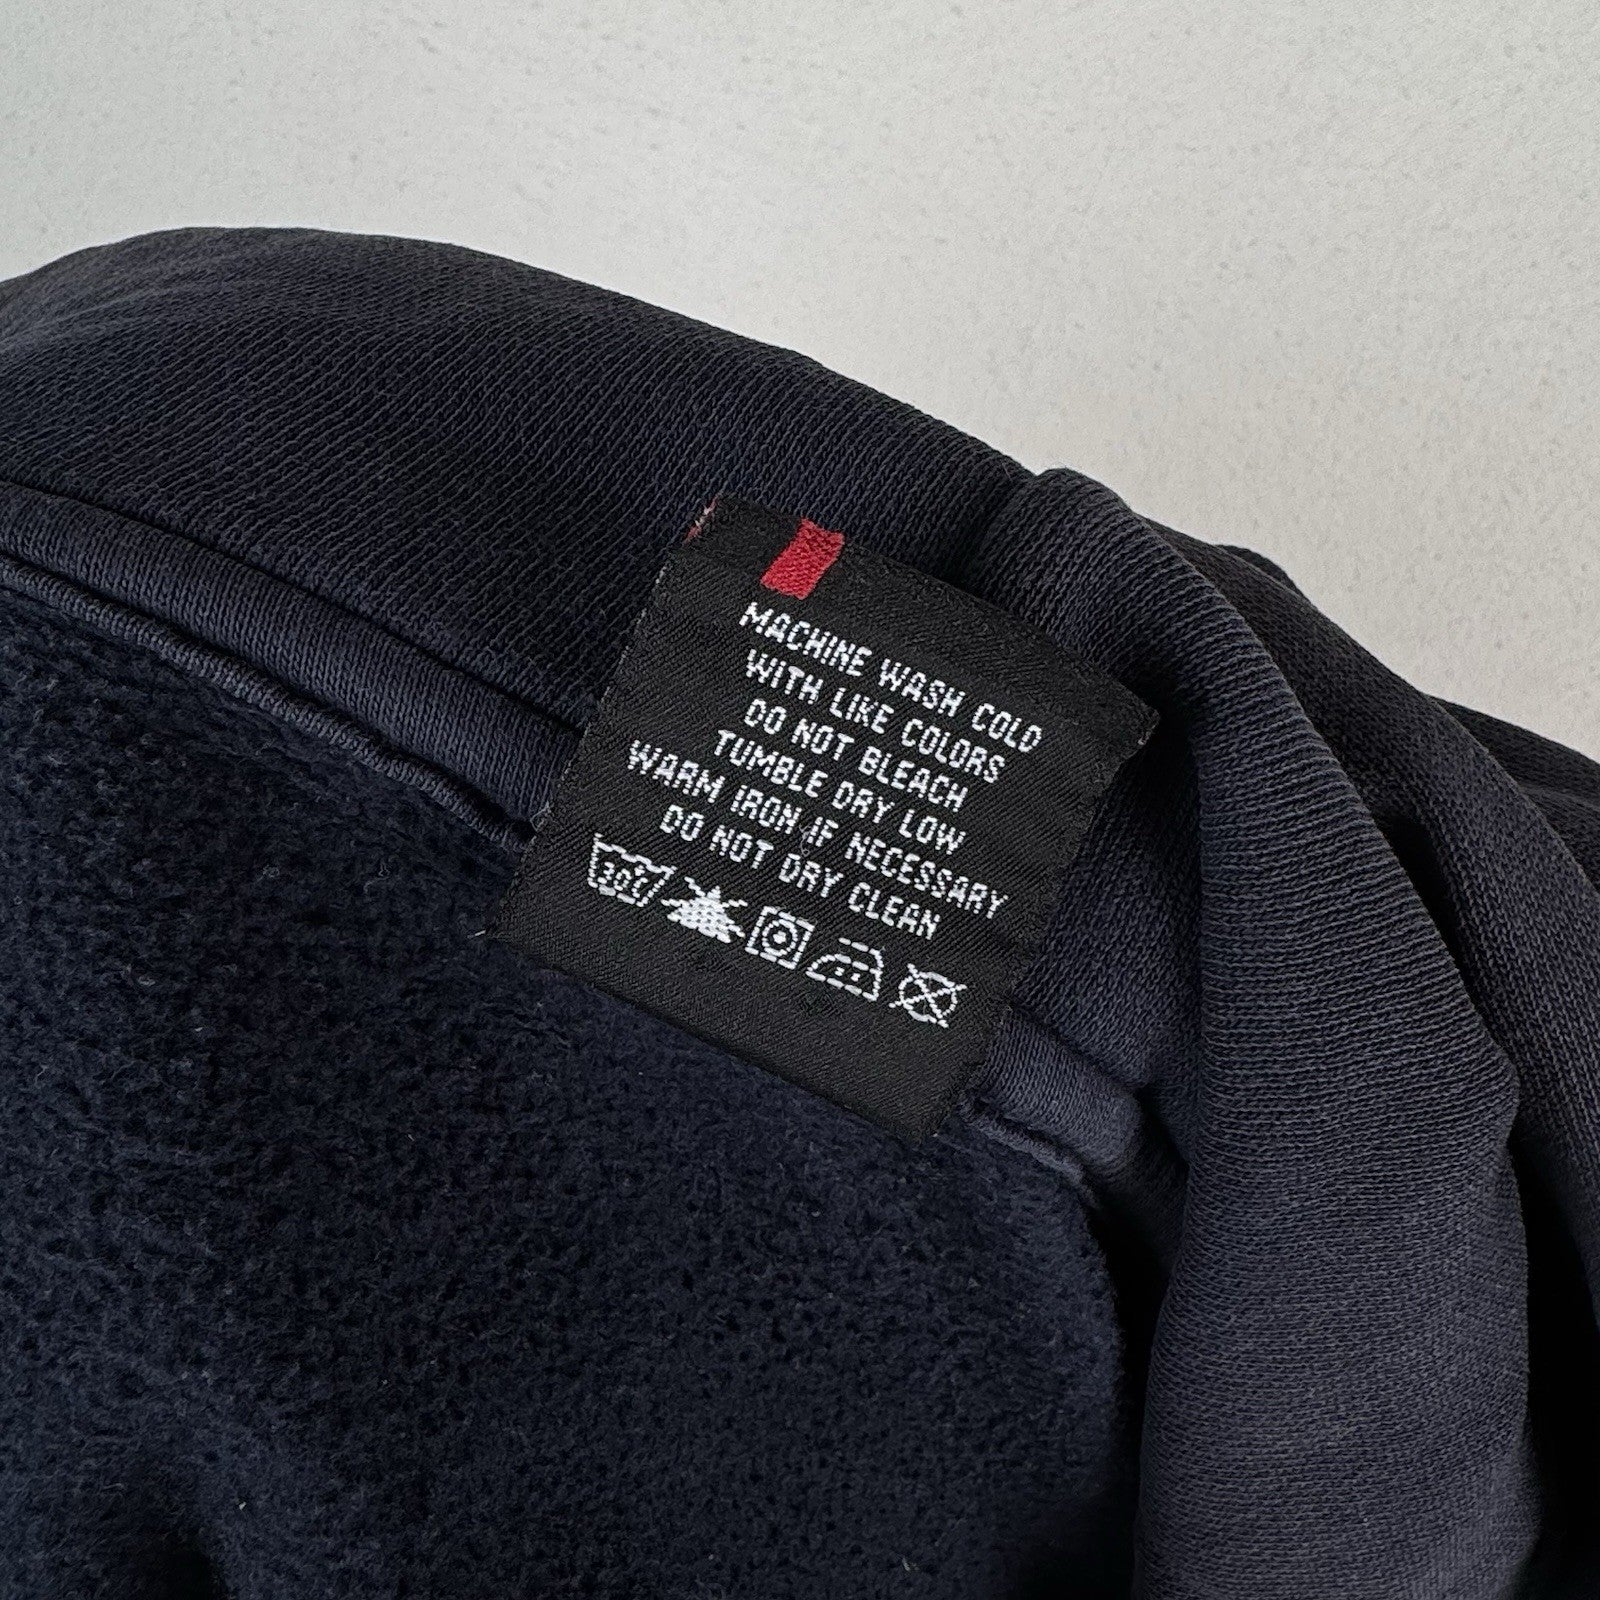 MACHINE WASH COLD
WITH LIKE COLORS
DO NOT BLEACH
TUMBLE DRY LOW
WARM IRON IF NECESSARY
DO NOT DRY CLEAN
30°C